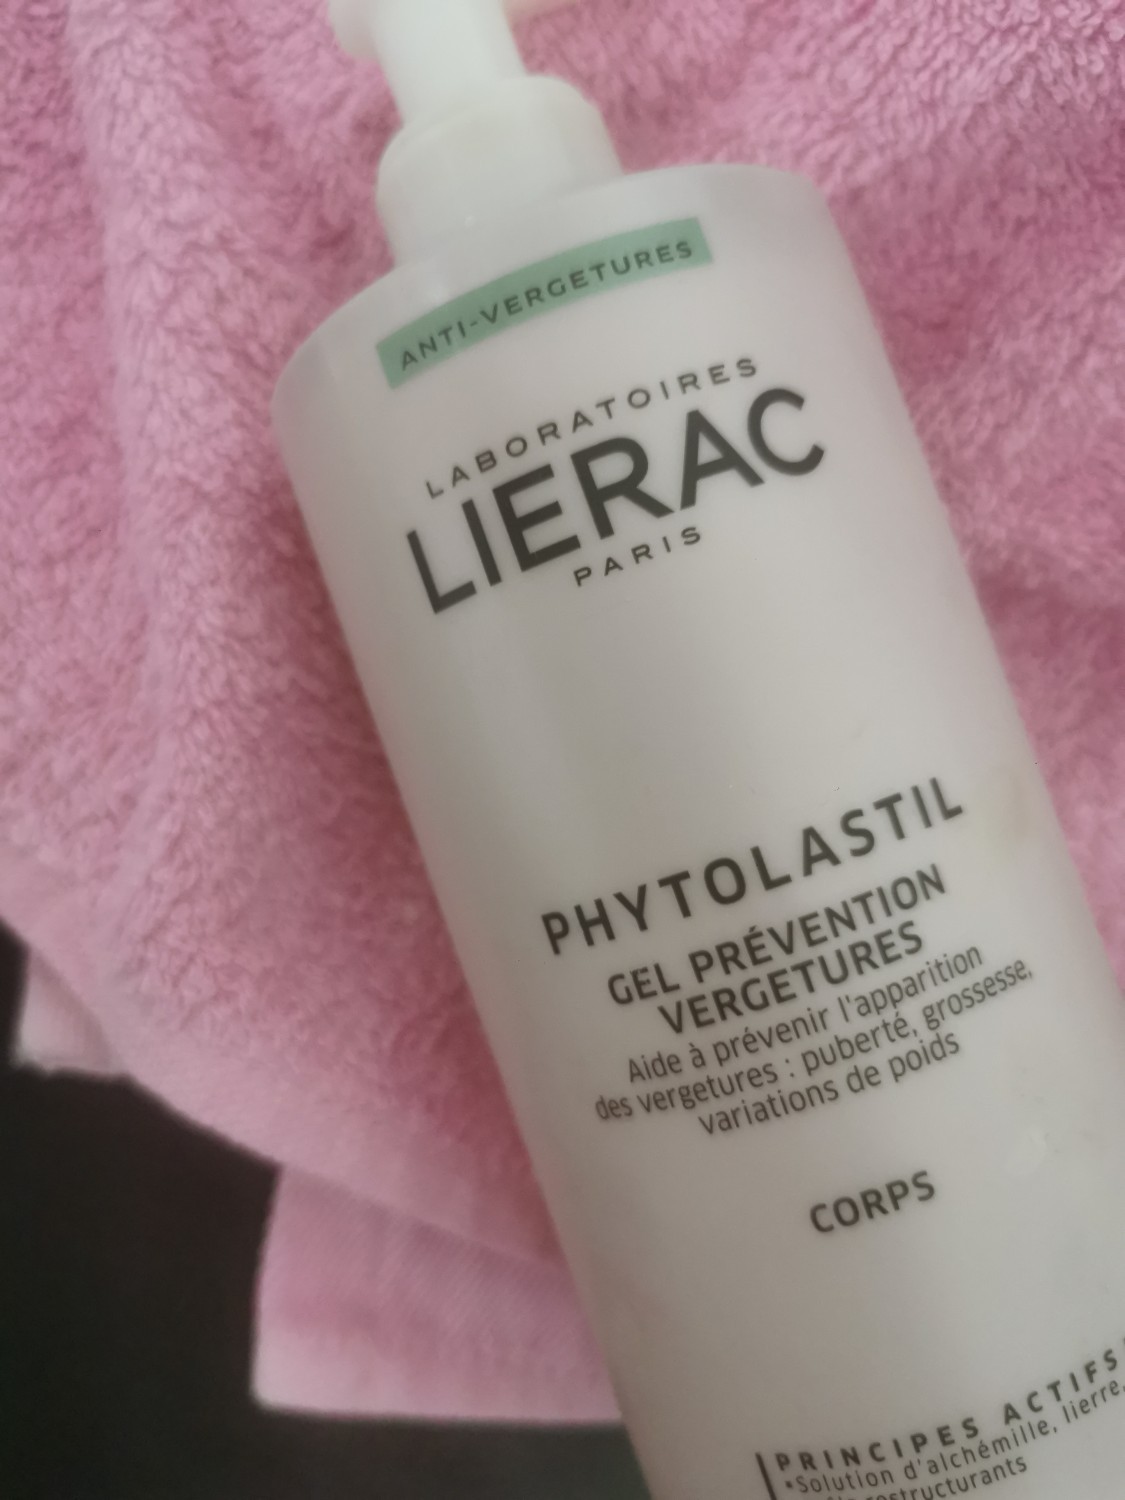 ANTI-VERGETURES
LABORATOIRES
LIERAC
PARIS
PHYTOLASTIL
GEL PRÉVENTION
VERGETURES
Aide à prévenir l'apparition
des vergetures : puberté, grossesse,
variations de poids
CORPS
PRINCIPES ACTIFS
•Solution d'alchémille, lierre,
restructurants